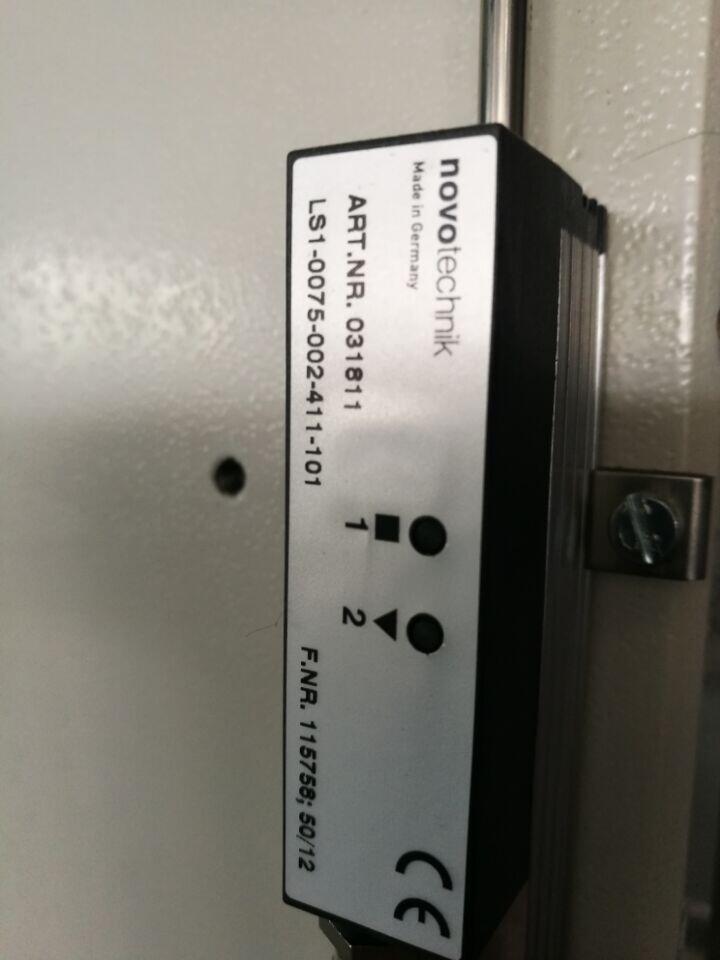 novotechnik
Made in Germany
ART.NR. 031811
LS1-0075-002-411-101
1
2
F.NR. 115758; 50/12
CE